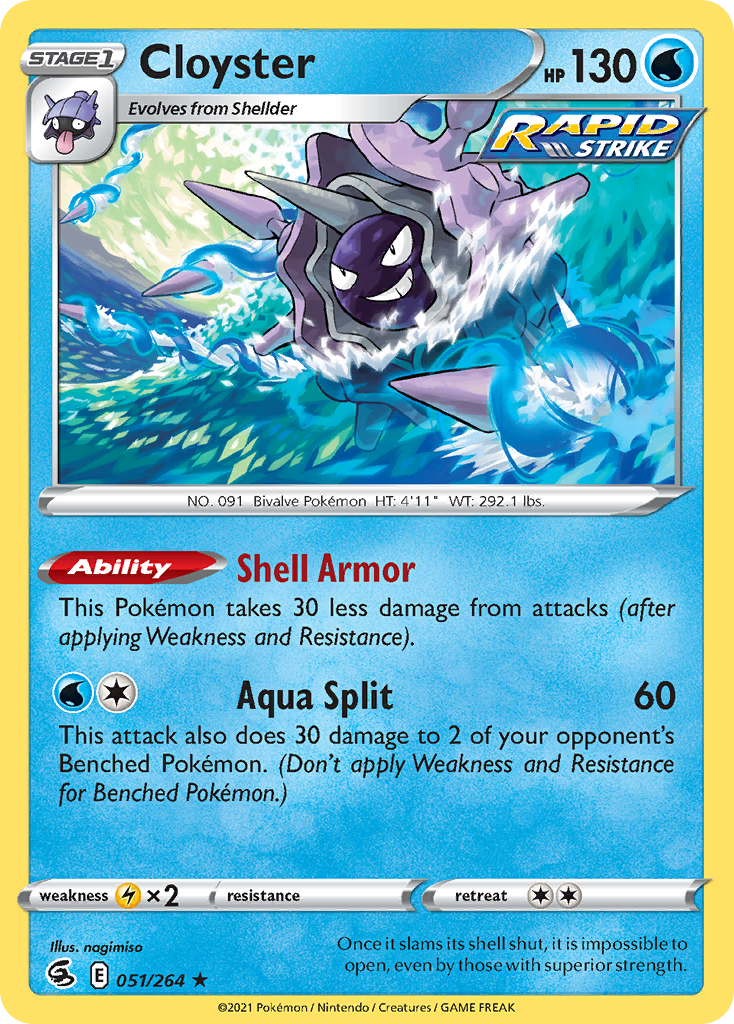 STAGE1
Cloyster
HP 130
Evolves from Shellder
RAPID
STRIKE
NO. 091 Bivalve Pokémon HT: 4'11" WT: 292.1 lbs.
Ability Shell Armor
This Pokémon takes 30 less damage from attacks (after
applying Weakness and Resistance).
Aqua Split 60
This attack also does 30 damage to 2 of your opponent's
Benched Pokémon. (Don't apply Weakness and Resistance
for Benched Pokémon.)
weakness ×2 resistance retreat
Illus. nagimiso
Once it slams its shell shut, it is impossible to
open, even by those with superior strength.
E 051/264 ★
©2021 Pokémon / Nintendo / Creatures / GAME FREAK